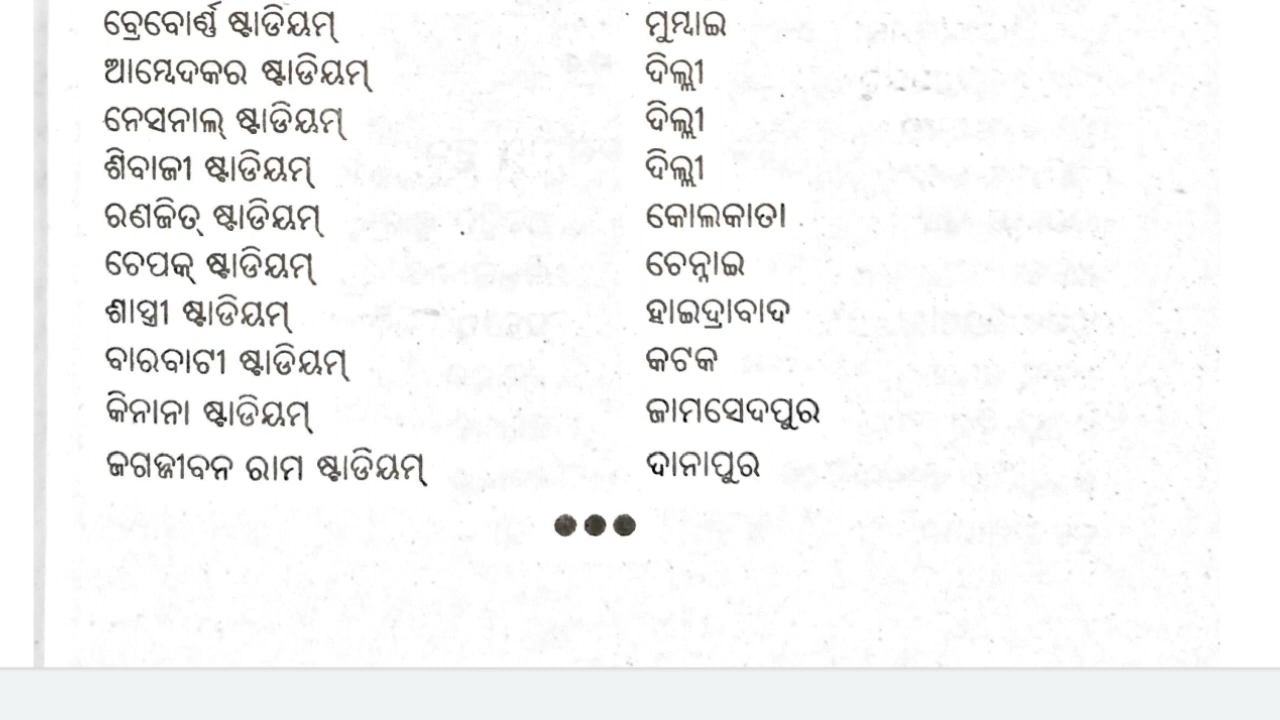 ବ୍ରେବୋର୍ଣ୍ଣ ଷ୍ଟାଡିୟମ୍ ମୁମ୍ବାଇ
ଆମ୍ବେଦକର ଷ୍ଟାଡିୟମ୍ ଦିଲ୍ଲୀ
ନେସନାଲ୍ ଷ୍ଟାଡିୟମ୍ ଦିଲ୍ଲୀ
ଶିବାଜୀ ଷ୍ଟାଡିୟମ୍ ଦିଲ୍ଲୀ
ରଣଜିତ୍ ଷ୍ଟାଡିୟମ୍ କୋଲକାତା
ଚେପକ୍ ଷ୍ଟାଡିୟମ୍ ଚେନ୍ନାଇ
ଶାସ୍ତ୍ରୀ ଷ୍ଟାଡିୟମ୍ ହାଇଦ୍ରାବାଦ
ବାରବାଟୀ ଷ୍ଟାଡିୟମ୍ କଟକ
କିନାନା ଷ୍ଟାଡିୟମ୍ ଜାମସେଦପୁର
ଜଗଜ୍ଜୀବନ ରାମ ଷ୍ଟାଡିୟମ୍ ଦାନାପୁର